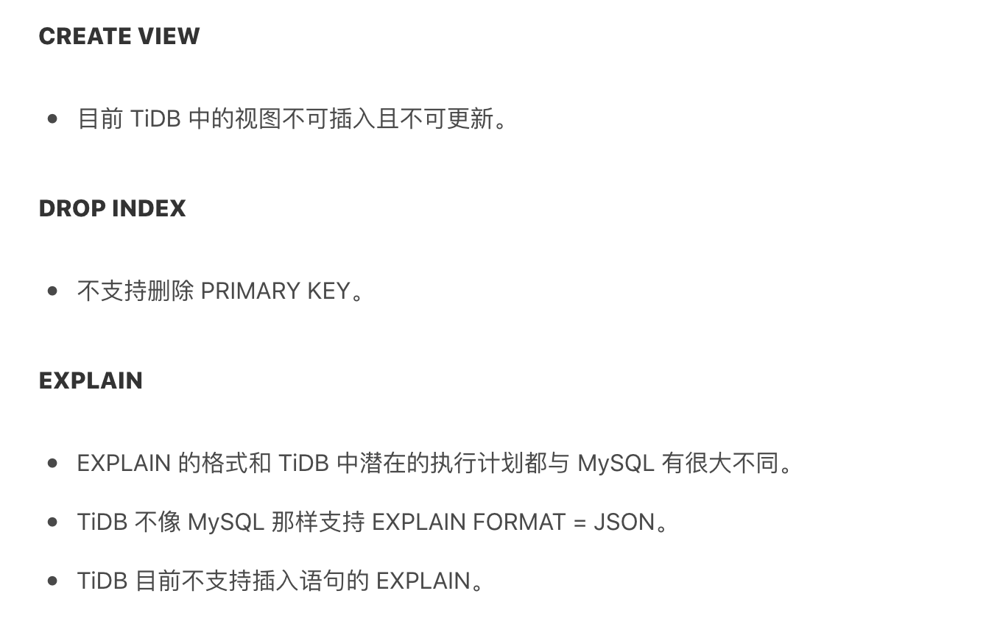 CREATE VIEW
目前 TiDB 中的视图不可插入且不可更新。
DROP INDEX
不支持删除 PRIMARY KEY。
EXPLAIN
EXPLAIN 的格式和 TiDB 中潜在的执行计划都与 MySQL 有很大不同。
TiDB 不像 MySQL 那样支持 EXPLAIN FORMAT = JSON。
TiDB 目前不支持插入语句的 EXPLAIN。